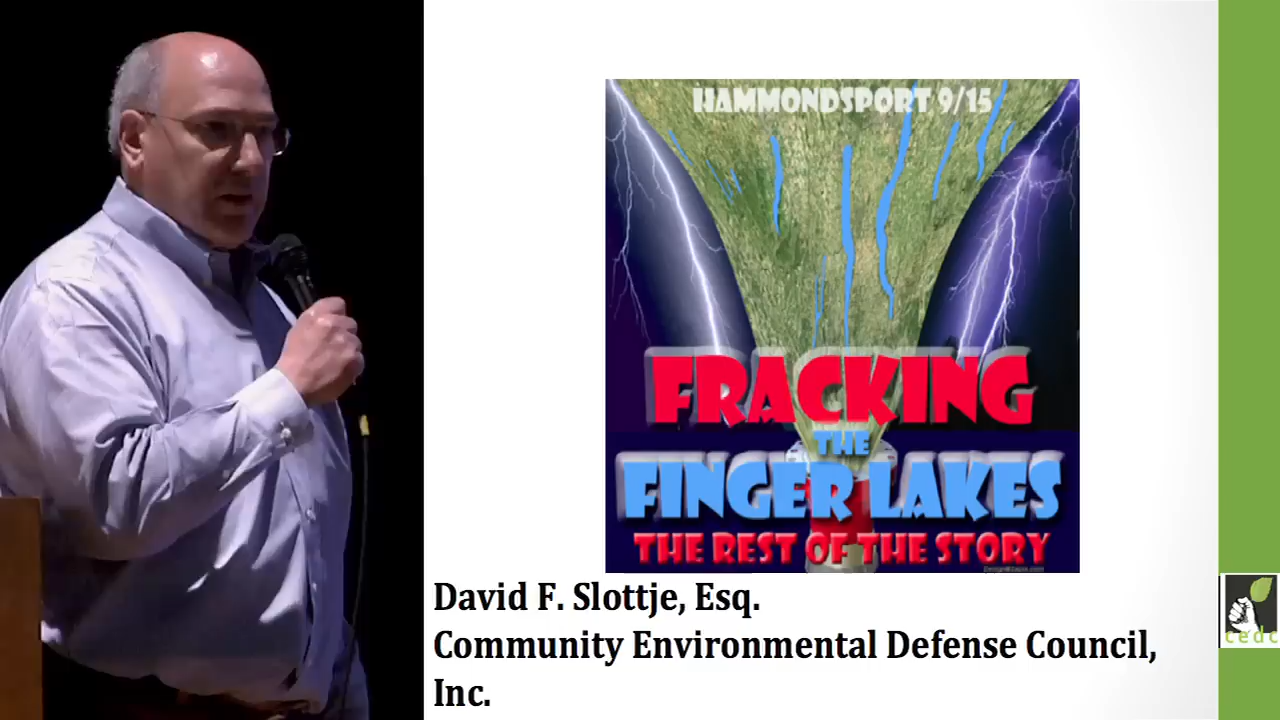 HAMMONDSPORT 9/15
FRACKING
THE
FINGER LAKES
THE REST OF THE STORY
David F. Slottje, Esq.
Community Environmental Defense Council,
Inc.
cedc